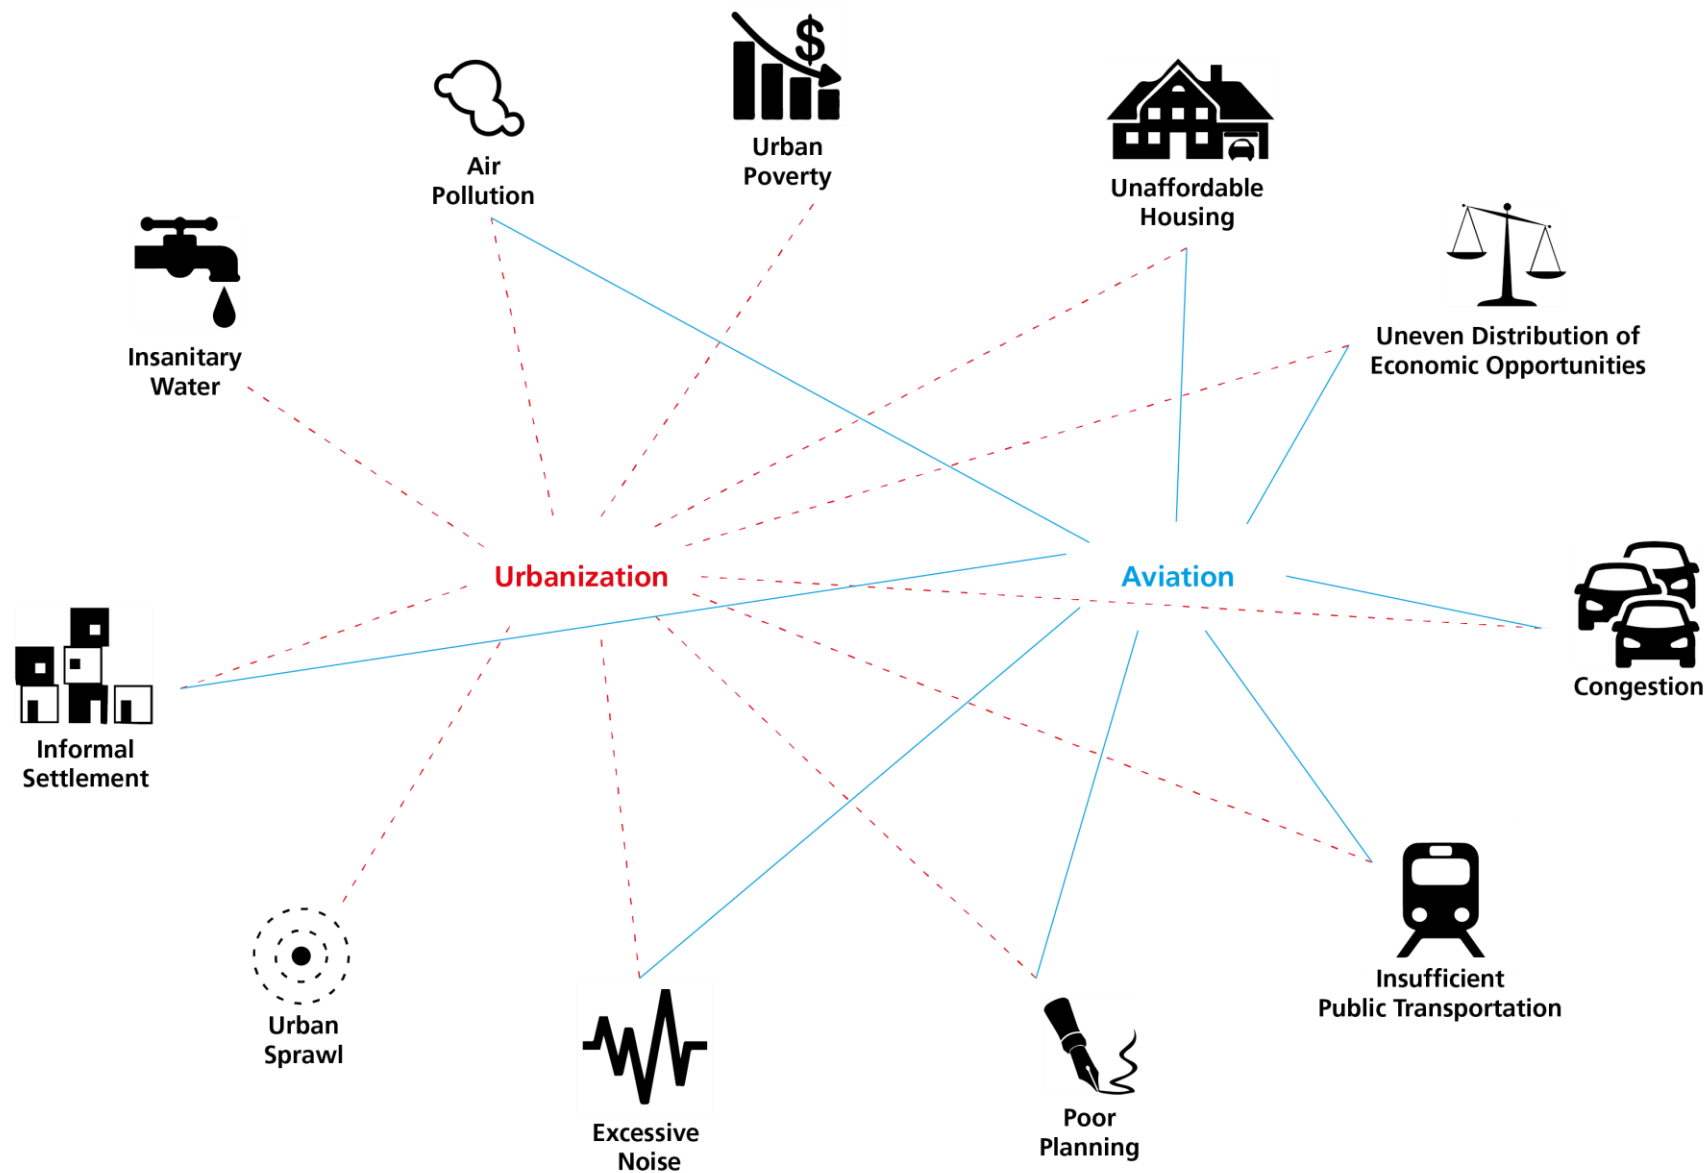 $
Urban
Poverty
Air
Pollution
Unaffordable
Housing
Uneven Distribution of
Economic Opportunities
Insanitary
Water
Urbanization
Aviation
Congestion
Informal
Settlement
Insufficient
Public Transportation
Urban
Sprawl
Excessive
Noise
Poor
Planning